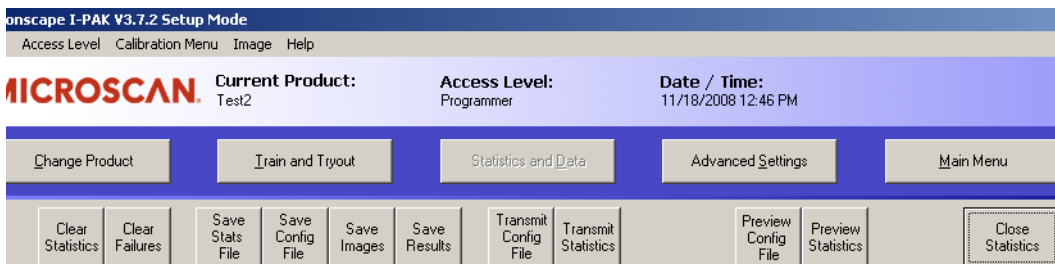 onscape I-PAK V3.7.2 Setup Mode
Access Level Calibration Menu Image Help
MICROSCAN.
Current Product:
Test2
Access Level:
Programmer
Date / Time:
11/18/2008 12:46 PM
Change Product Train and Tryout Statistics and Data Advanced Settings Main Menu
Clear
Statistics
Clear
Failures
Save
Stats
File
Save
Config
File
Save
Images
Save
Results
Transmit
Config
File
Transmit
Statistics
Preview
Config
File
Preview
Statistics
Close
Statistics